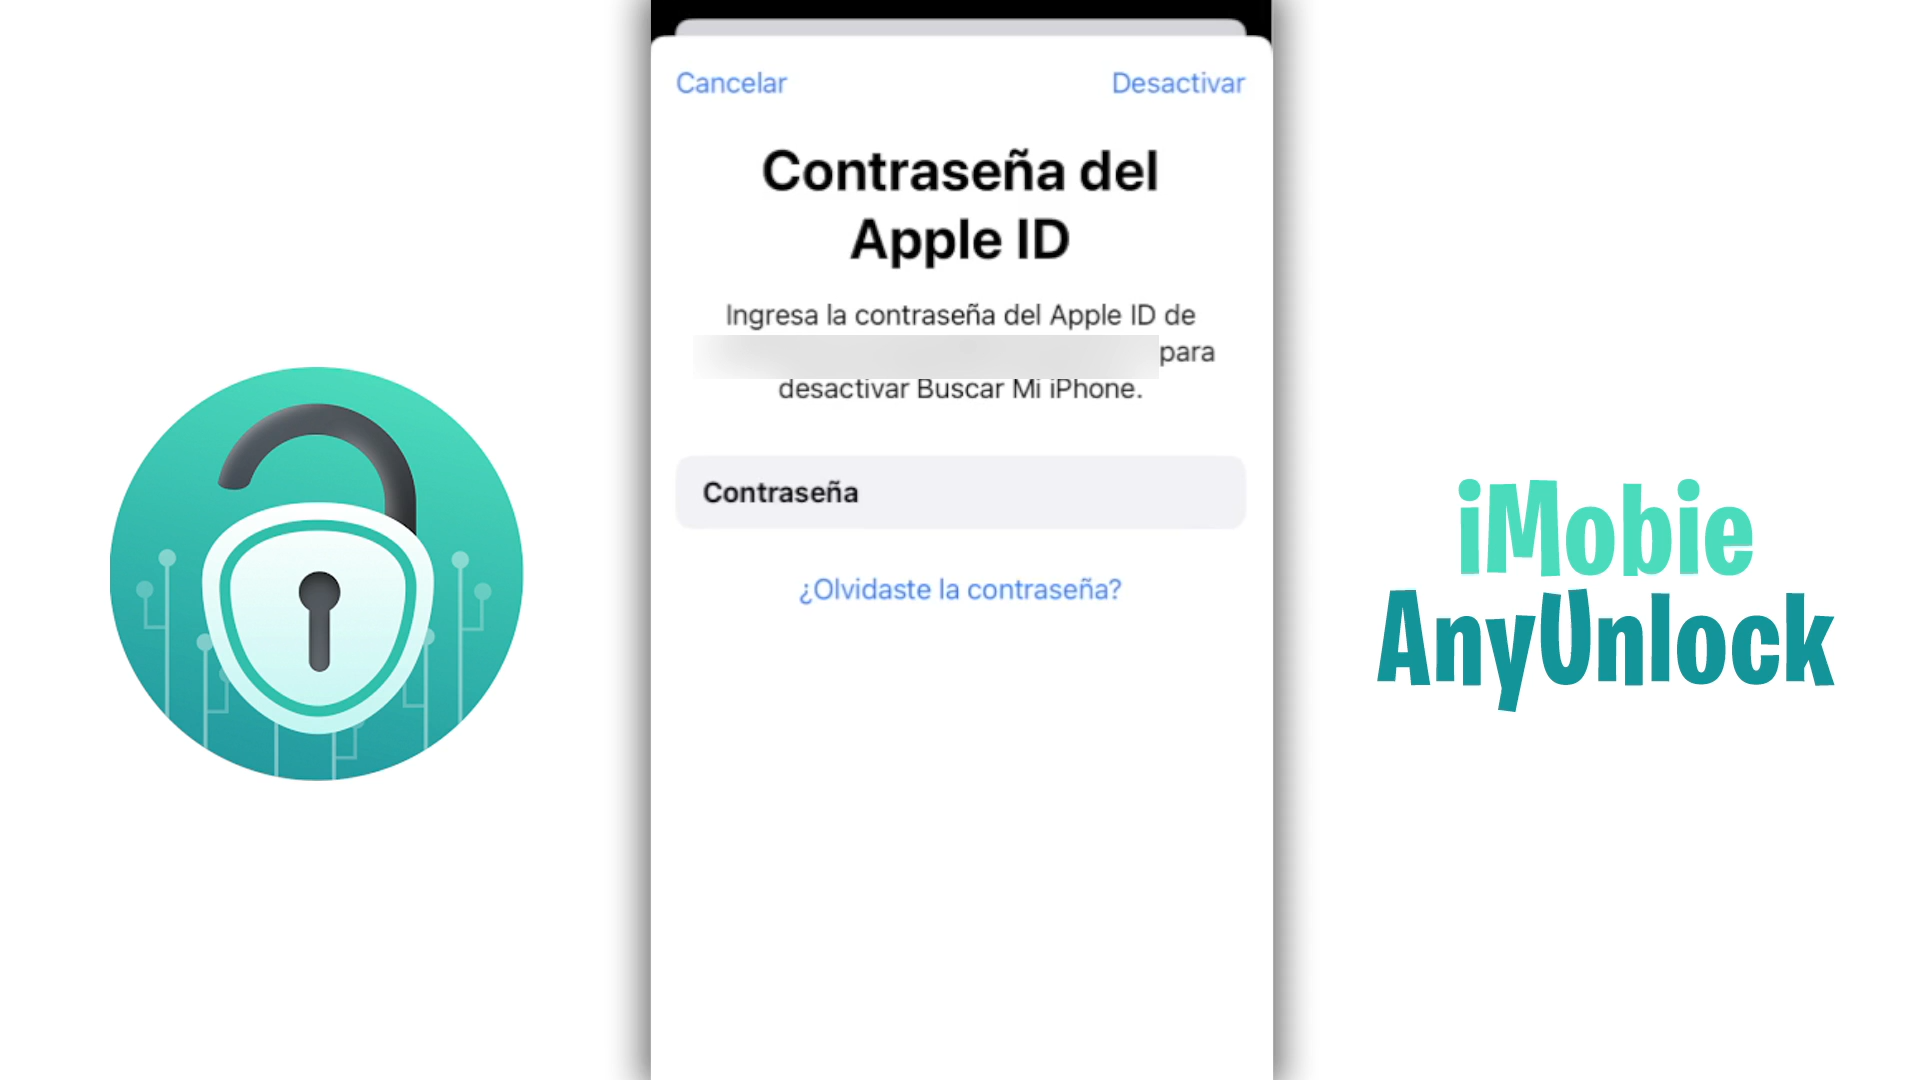 Cancelar
Desactivar
Contraseña del
Apple ID
Ingresa la contraseña del Apple ID de
para
desactivar Buscar Mi iPhone.
Contraseña
¿Olvidaste la contraseña?
iMobie
AnyUnlock